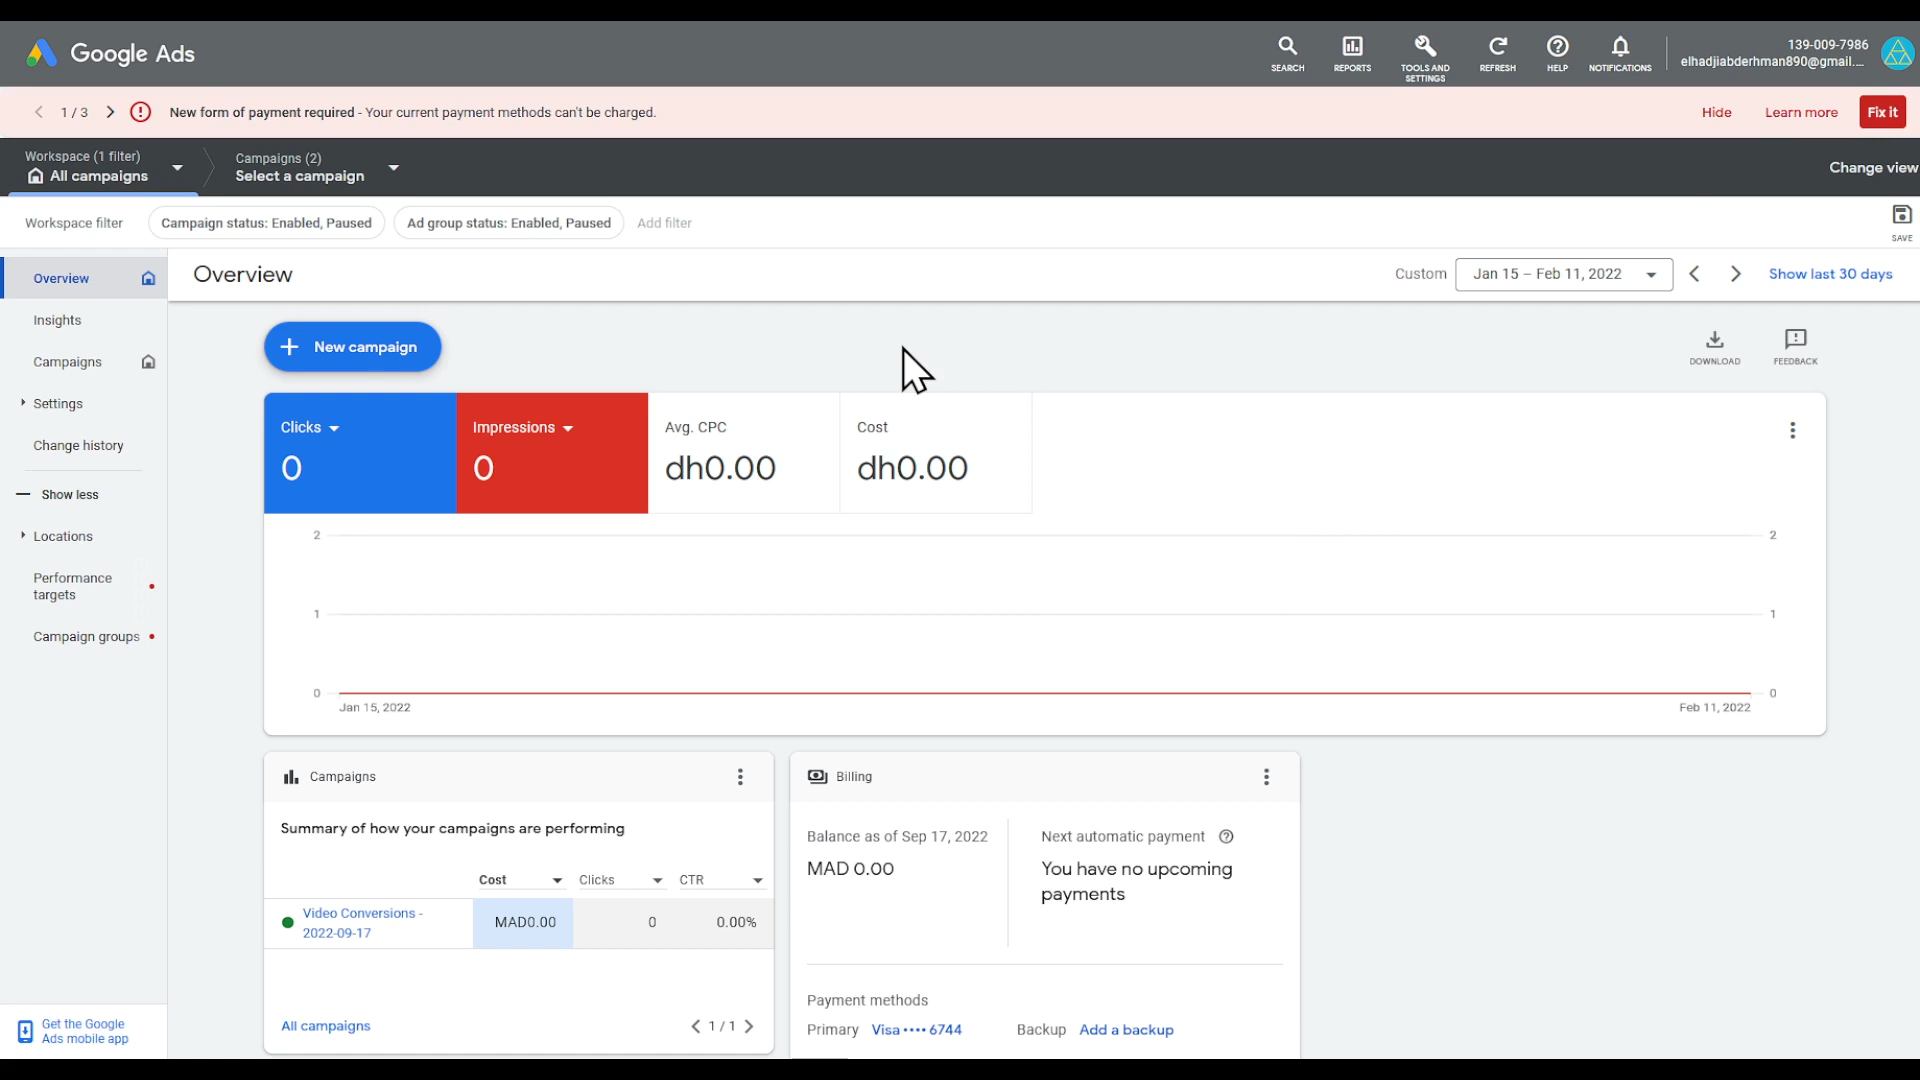 Google Ads
SEARCH
REPORTS
TOOLS AND
SETTINGS
REFRESH
HELP
NOTIFICATIONS
139-009-7986
elhadjiabderhman890@gmail....
1 / 3
New form of payment required - Your current payment methods can't be charged.
Hide
Learn more
Fix it
Workspace (1 filter)
All campaigns
Campaigns (2)
Select a campaign
Change view
Workspace filter
Campaign status: Enabled, Paused
Ad group status: Enabled, Paused
Add filter
SAVE
Overview
Insights
Campaigns
Settings
Change history
Show less
Locations
Performance
targets
Campaign groups
Get the Google
Ads mobile app
Overview
Custom
Jan 15 – Feb 11, 2022
Show last 30 days
New campaign
DOWNLOAD
FEEDBACK
Clicks
0
Impressions
0
Avg. CPC
dh0.00
Cost
dh0.00
2
2
1
1
0
0
Jan 15, 2022
Feb 11, 2022
Campaigns
Summary of how your campaigns are performing
Cost
Clicks
CTR
Video Conversions -
2022-09-17
MAD0.00
0
0.00%
All campaigns
1 / 1
Billing
Balance as of Sep 17, 2022
MAD 0.00
Next automatic payment
You have no upcoming
payments
Payment methods
Primary Visa •••• 6744
Backup Add a backup